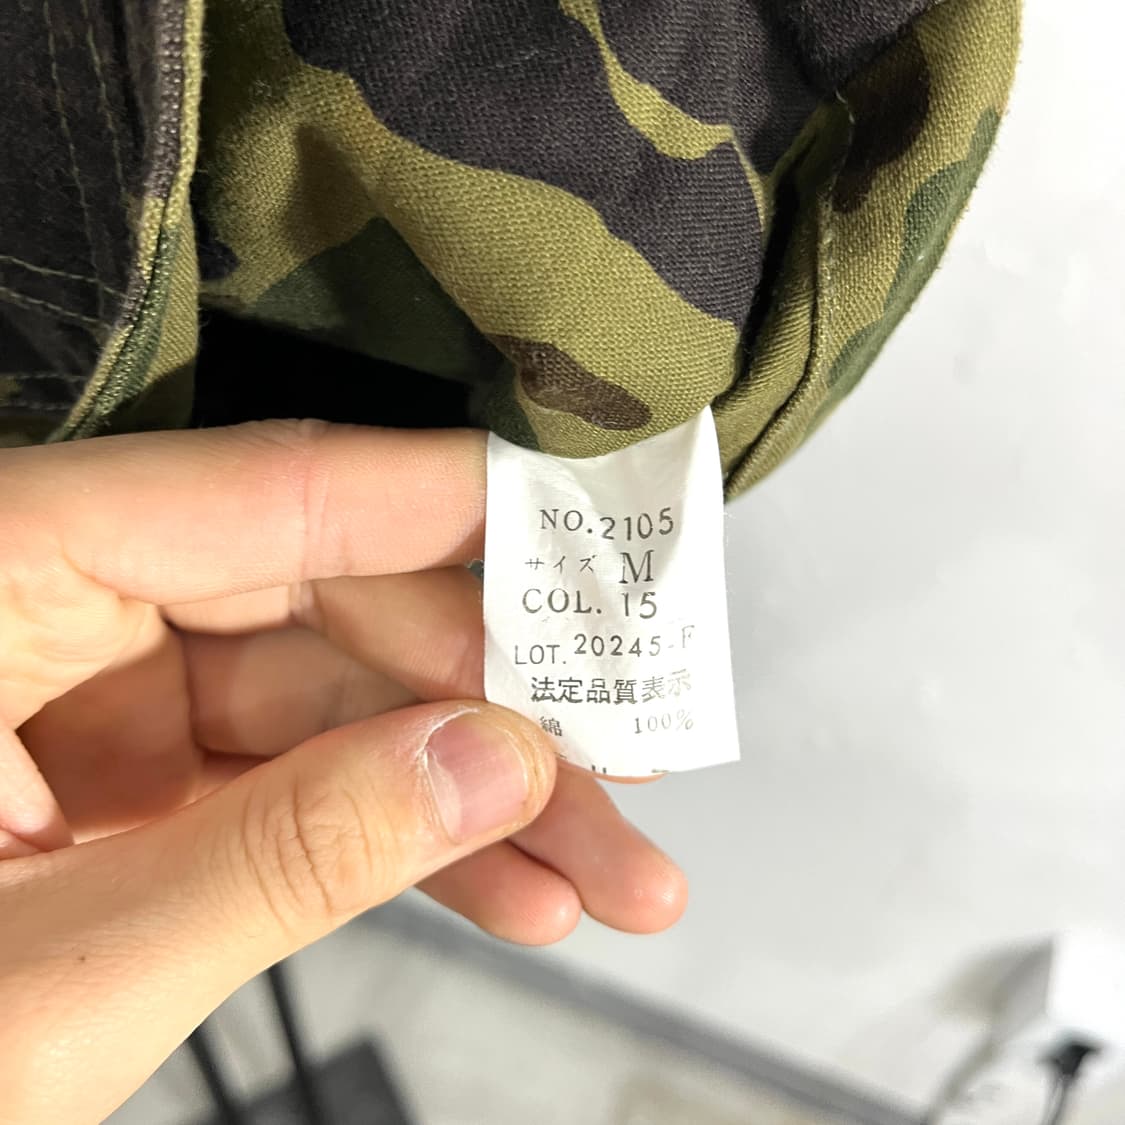 NO.2105
サイズ M
COL. 15
LOT. 20245-F
法定品質表示
綿 100%